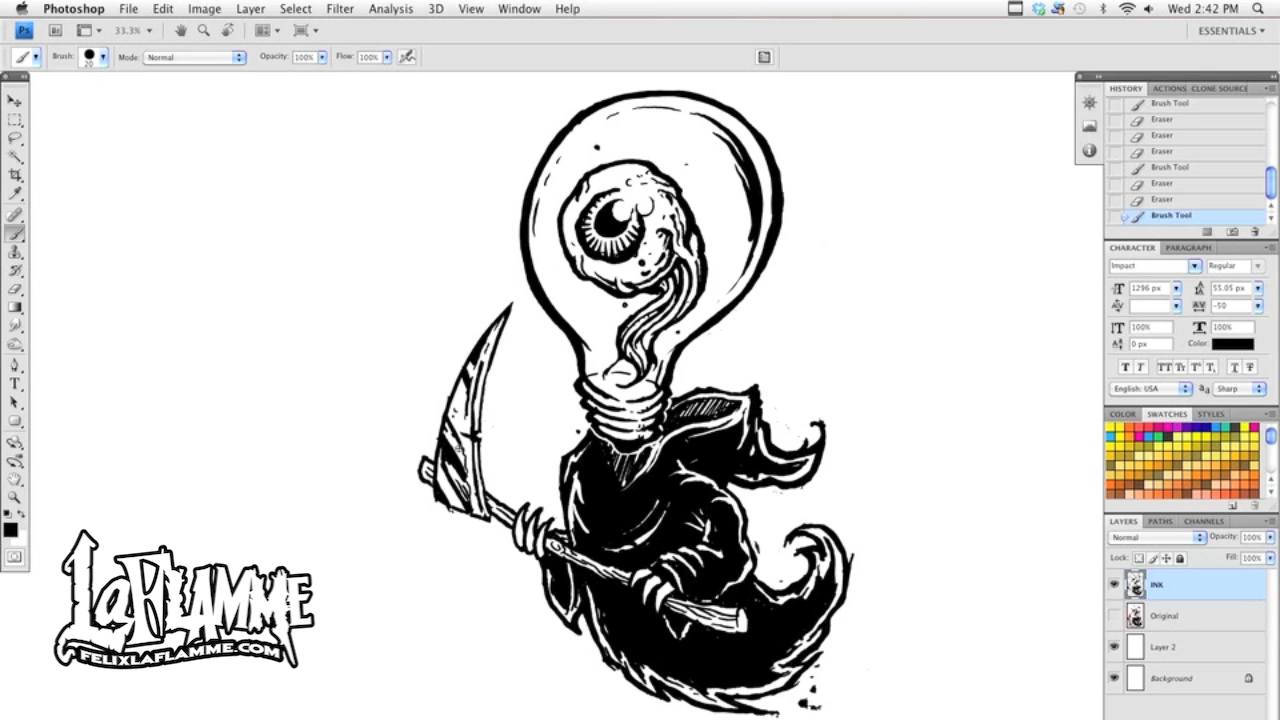 Photoshop File Edit Image Layer Select Filter Analysis 3D View Window Help Wed 2:42 PM
Ps Br 33.3% ESSENTIALS
Brush: 20 Mode: Normal Opacity: 100% Flow: 100%
HISTORY ACTIONS CLONE SOURCE
Brush Tool
Eraser
Eraser
Eraser
Brush Tool
Eraser
Eraser
Brush Tool
CHARACTER PARAGRAPH
Impact Regular
1296 px 55.05 px
-50
100% 100%
0 px Color:
English: USA Sharp
COLOR SWATCHES STYLES
LAYERS PATHS CHANNELS
Normal Opacity: 100%
Lock: Fill: 100%
INK
Original
Layer 2
Background
LaFLAMME
FELIXLAFLAMME.COM